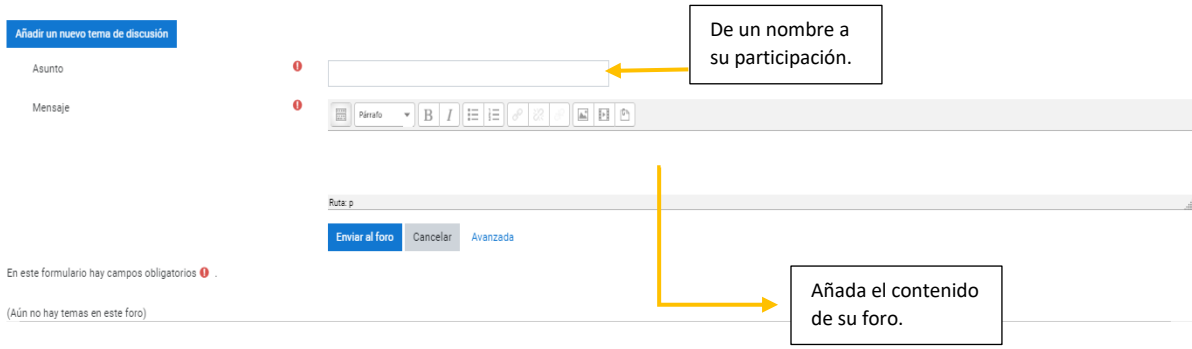 Añadir un nuevo tema de discusión
De un nombre a
su participación.
Asunto
Mensaje
Párrafo
B I
Ruta: p
Enviar al foro Cancelar Avanzada
En este formulario hay campos obligatorios .
Añada el contenido
de su foro.
(Aún no hay temas en este foro)